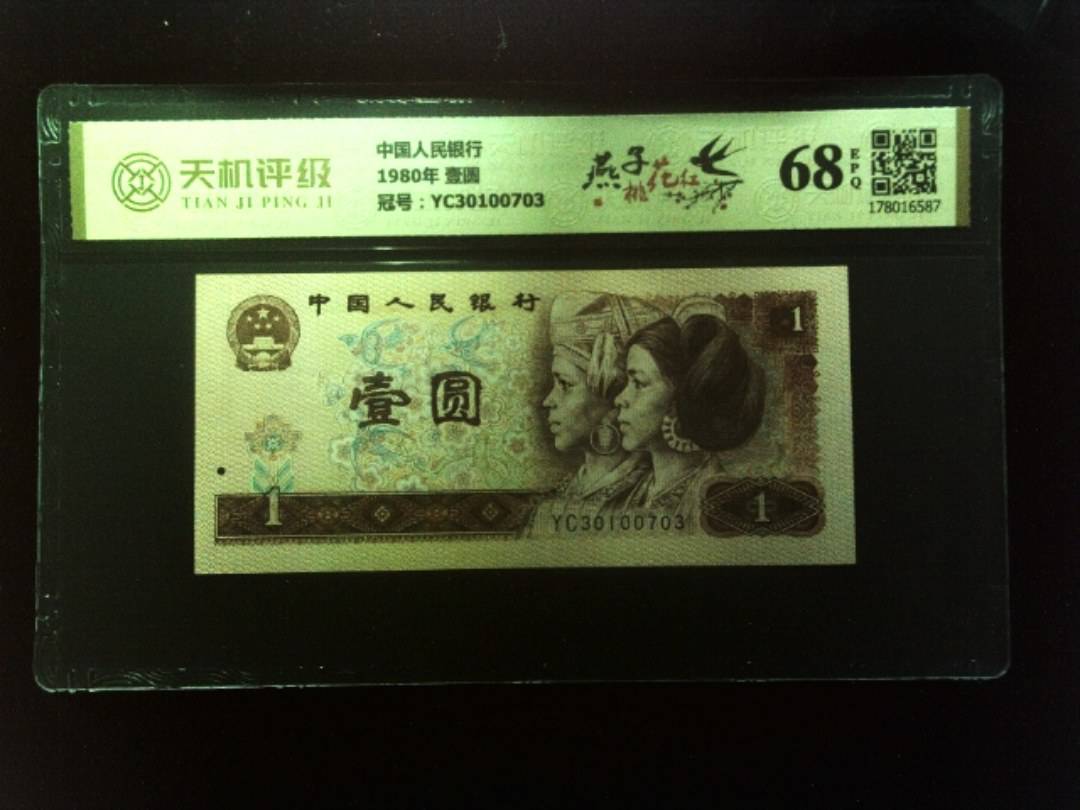 天机评级
TIAN JI PING JI
中国人民银行
1980年 壹圆
冠号：YC30100703
燕子
桃花红
68
EPQ
178016587
中国人民银行
1
壹圆
1
YC30100703
1